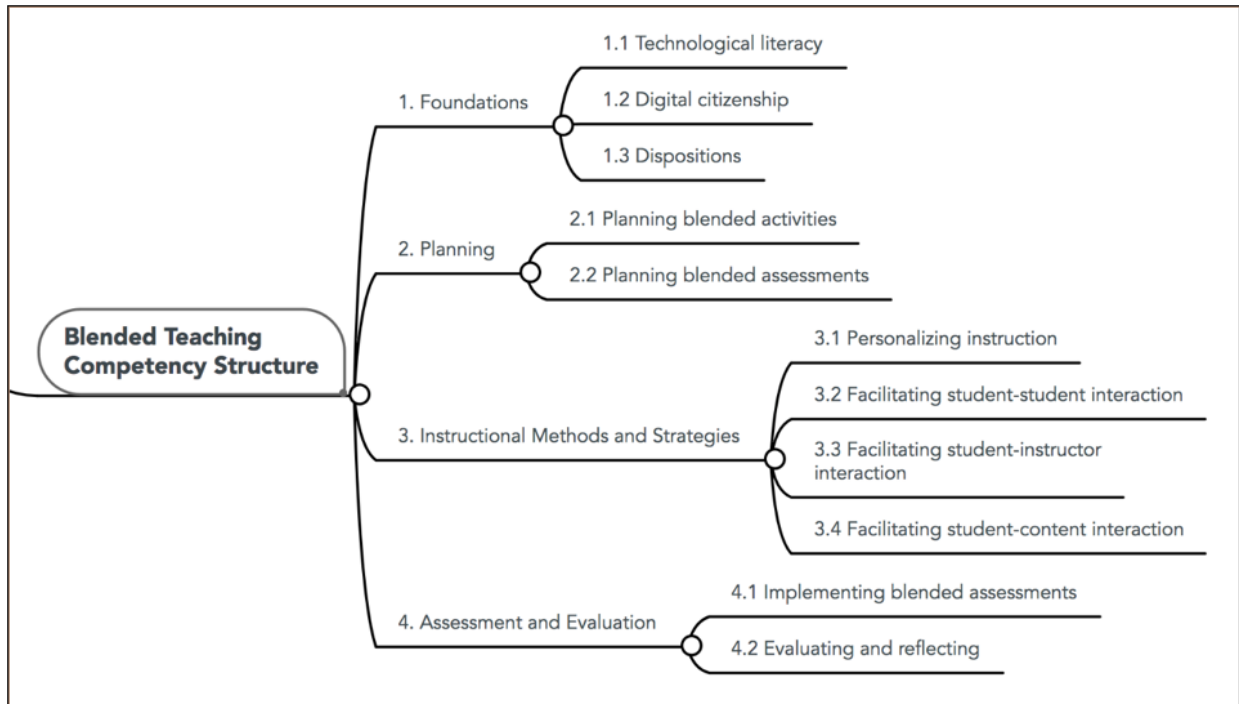 Blended Teaching
Competency Structure
1. Foundations
1.1 Technological literacy
1.2 Digital citizenship
1.3 Dispositions
2. Planning
2.1 Planning blended activities
2.2 Planning blended assessments
3. Instructional Methods and Strategies
3.1 Personalizing instruction
3.2 Facilitating student-student interaction
3.3 Facilitating student-instructor
interaction
3.4 Facilitating student-content interaction
4. Assessment and Evaluation
4.1 Implementing blended assessments
4.2 Evaluating and reflecting